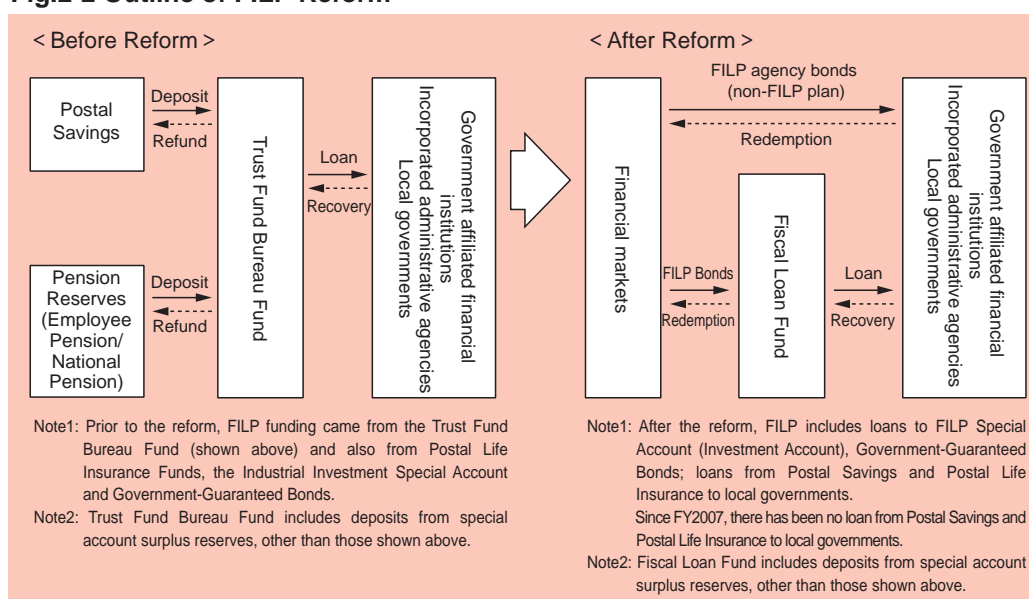 Fig.2-2 Outline of FILP Reform
< Before Reform >
Postal
Savings
Deposit
Refund
Pension
Reserves
(Employee
Pension/
National
Pension)
Deposit
Refund
Trust Fund Bureau Fund
Loan
Recovery
Government affiliated financial
institutions
Incorporated administrative agencies
Local governments
Note1: Prior to the reform, FILP funding came from the Trust Fund
Bureau Fund (shown above) and also from Postal Life
Insurance Funds, the Industrial Investment Special Account
and Government-Guaranteed Bonds.
Note2: Trust Fund Bureau Fund includes deposits from special
account surplus reserves, other than those shown above.
< After Reform >
FILP agency bonds
(non-FILP plan)
Redemption
Financial markets
FILP Bonds
Redemption
Fiscal Loan Fund
Loan
Recovery
Government affiliated financial
institutions
Incorporated administrative agencies
Local governments
Note1: After the reform, FILP includes loans to FILP Special
Account (Investment Account), Government-Guaranteed
Bonds; loans from Postal Savings and Postal Life
Insurance to local governments.
Since FY2007, there has been no loan from Postal Savings and
Postal Life Insurance to local governments.
Note2: Fiscal Loan Fund includes deposits from special account
surplus reserves, other than those shown above.